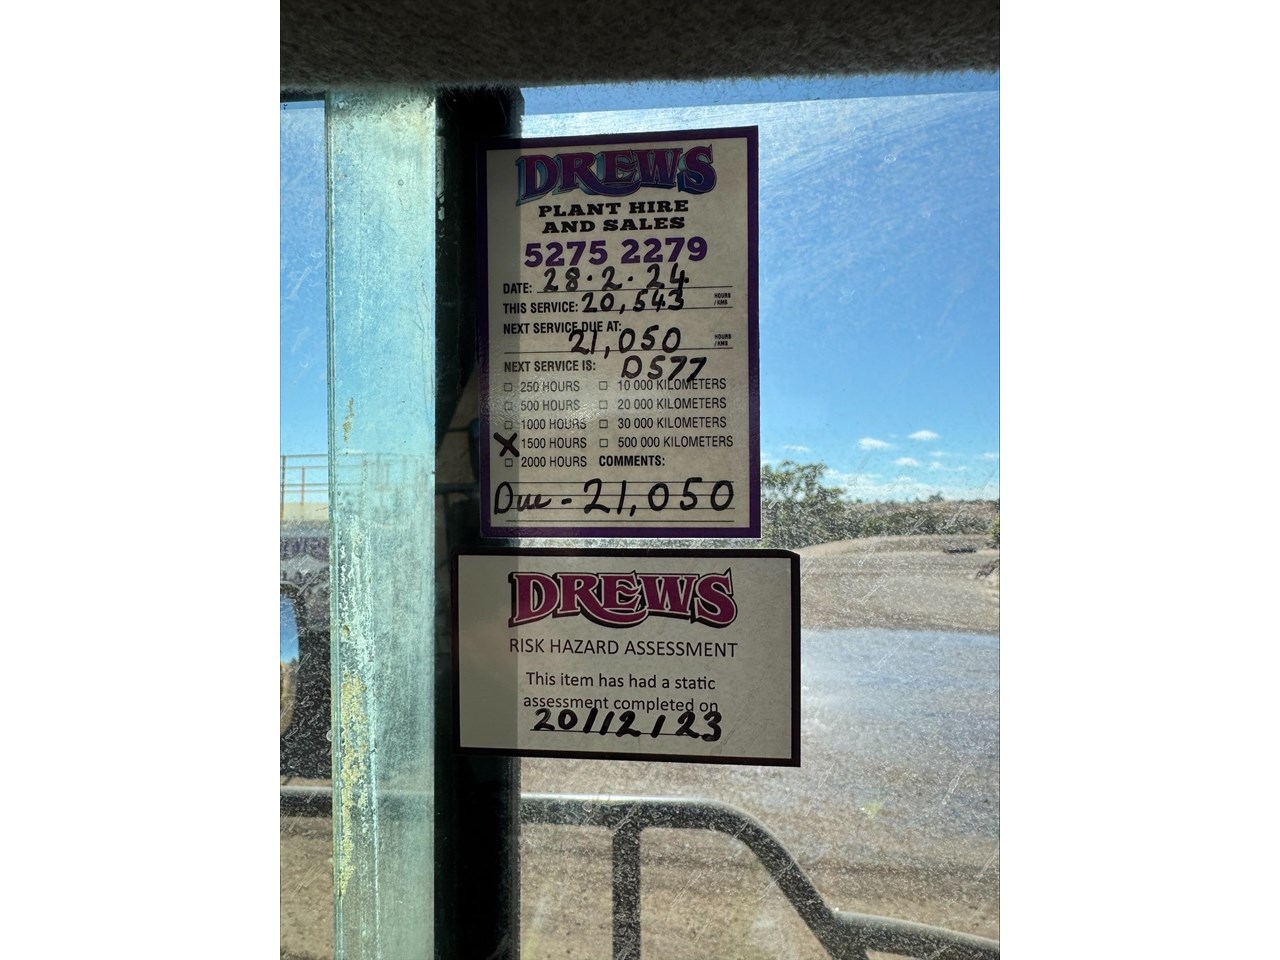 DREWS
PLANT HIRE
AND SALES
5275 2279
DATE: 28.2.24
THIS SERVICE: 20,543 HOURS /KMS
NEXT SERVICE DUE AT:
21,050 HOURS /KMS
NEXT SERVICE IS: D577
250 HOURS 10 000 KILOMETERS
500 HOURS 20 000 KILOMETERS
1000 HOURS 30 000 KILOMETERS
X 1500 HOURS 500 000 KILOMETERS
2000 HOURS COMMENTS:
Due - 21,050
DREWS
RISK HAZARD ASSESSMENT
This item has had a static
assessment completed on
20/12/23